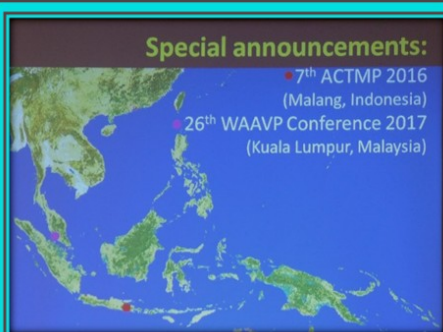 Special announcements:
7th ACTMP 2016
(Malang, Indonesia)
26th WAAVP Conference 2017
(Kuala Lumpur, Malaysia)